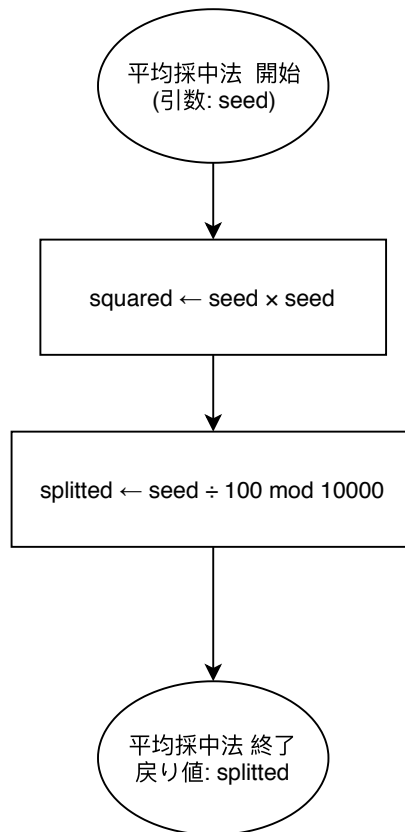 平均採中法 開始
(引数: seed)
squared ← seed × seed
splitted ← seed ÷ 100 mod 10000
平均採中法 終了
戻り値: splitted